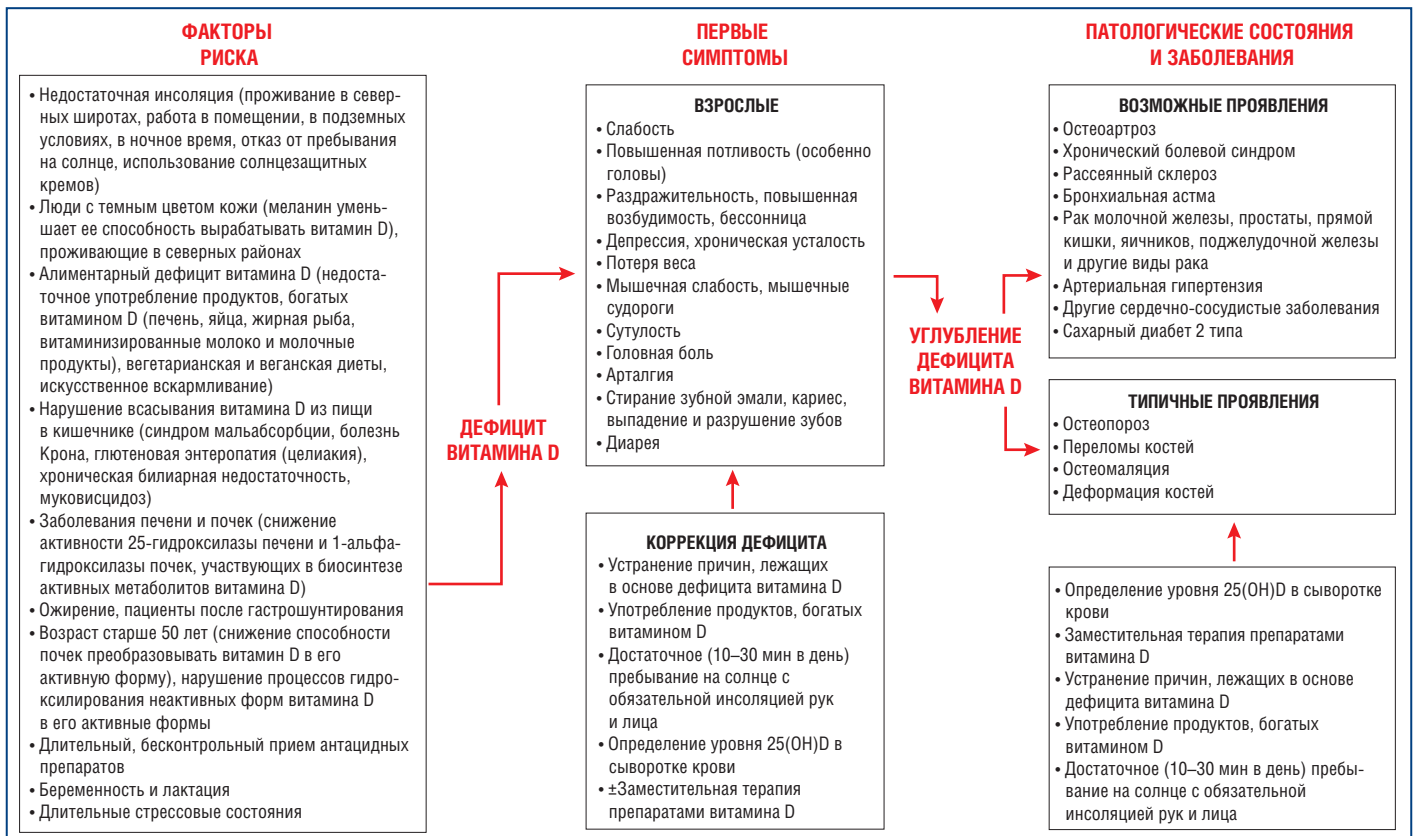 ФАКТОРЫ
РИСКА
• Недостаточная инсоляция (проживание в север-
ных широтах, работа в помещении, в подземных
условиях, в ночное время, отказ от пребывания
на солнце, использование солнцезащитных
кремов)
• Люди с темным цветом кожи (меланин умень-
шает ее способность вырабатывать витамин D),
проживающие в северных районах
• Алиментарный дефицит витамина D (недоста-
точное употребление продуктов, богатых
витамином D (печень, яйца, жирная рыба,
витаминизированные молоко и молочные
продукты), вегетарианская и веганская диеты,
искусственное вскармливание)
• Нарушение всасывания витамина D из пищи
в кишечнике (синдром мальабсорбции, болезнь
Крона, глютеновая энтеропатия (целиакия),
хроническая билиарная недостаточность,
муковисцидоз)
• Заболевания печени и почек (снижение
активности 25-гидроксилазы печени и 1-альфа-
гидроксилазы почек, участвующих в биосинтезе
активных метаболитов витамина D)
• Ожирение, пациенты после гастрошунтирования
• Возраст старше 50 лет (снижение способности
почек преобразовывать витамин D в его
активную форму), нарушение процессов гидро-
ксилирования неактивных форм витамина D
в его активные формы
• Длительный, бесконтрольный прием антацидных
препаратов
• Беременность и лактация
• Длительные стрессовые состояния
ДЕФИЦИТ
ВИТАМИНА D
ПЕРВЫЕ
СИМПТОМЫ
ВЗРОСЛЫЕ
• Слабость
• Повышенная потливость (особенно
головы)
• Раздражительность, повышенная
возбудимость, бессонница
• Депрессия, хроническая усталость
• Потеря веса
• Мышечная слабость, мышечные
судороги
• Сутулость
• Головная боль
• Арталгия
• Стирание зубной эмали, кариес,
выпадение и разрушение зубов
• Диарея
КОРРЕКЦИЯ ДЕФИЦИТА
• Устранение причин, лежащих
в основе дефицита витамина D
• Употребление продуктов, богатых
витамином D
• Достаточное (10–30 мин в день)
пребывание на солнце с
обязательной инсоляцией рук
и лица
• Определение уровня 25(ОН)D в
сыворотке крови
• ±Заместительная терапия
препаратами витамина D
УГЛУБЛЕНИЕ
ДЕФИЦИТА
ВИТАМИНА D
ПАТОЛОГИЧЕСКИЕ СОСТОЯНИЯ
И ЗАБОЛЕВАНИЯ
ВОЗМОЖНЫЕ ПРОЯВЛЕНИЯ
• Остеоартроз
• Хронический болевой синдром
• Рассеянный склероз
• Бронхиальная астма
• Рак молочной железы, простаты, прямой
кишки, яичников, поджелудочной железы
и другие виды рака
• Артериальная гипертензия
• Другие сердечно-сосудистые заболевания
• Сахарный диабет 2 типа
ТИПИЧНЫЕ ПРОЯВЛЕНИЯ
• Остеопороз
• Переломы костей
• Остеомаляция
• Деформация костей
• Определение уровня 25(ОН)D в сыворотке
крови
• Заместительная терапия препаратами
витамина D
• Устранение причин, лежащих в основе
дефицита витамина D
• Употребление продуктов, богатых
витамином D
• Достаточное (10–30 мин в день) пребы-
вание на солнце с обязательной
инсоляцией рук и лица